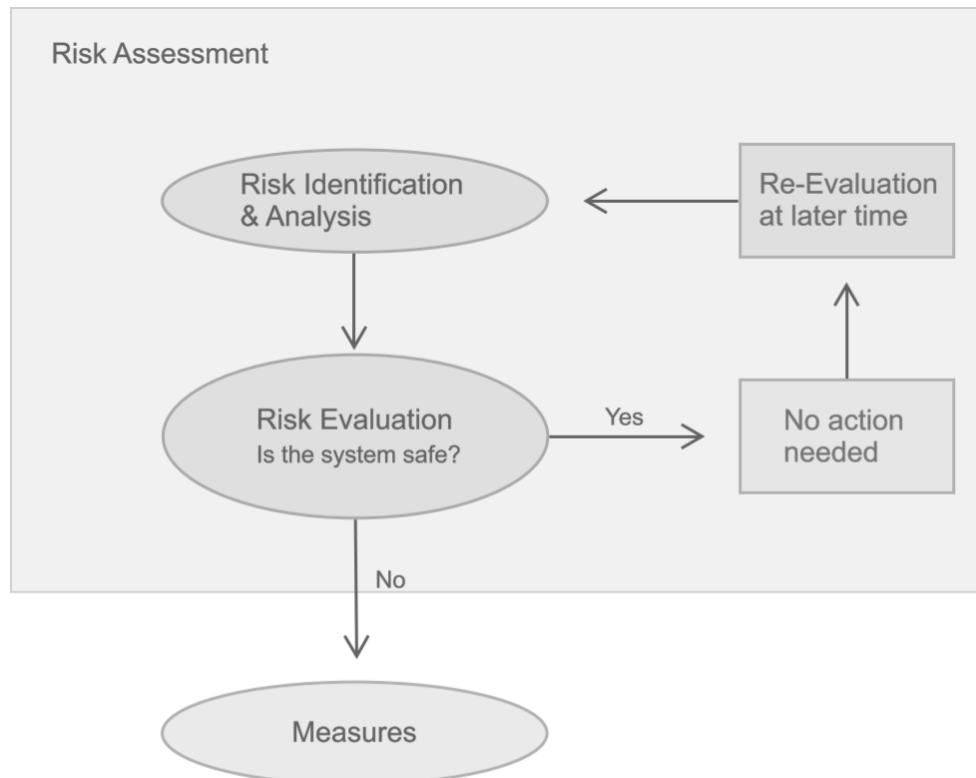 Risk Assessment
Risk Identification
& Analysis
Re-Evaluation
at later time
Risk Evaluation
Is the system safe?
Yes
No action
needed
No
Measures